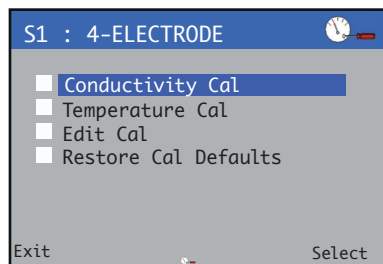 S1 : 4-ELECTRODE
Conductivity Cal
Temperature Cal
Edit Cal
Restore Cal Defaults
Exit Select